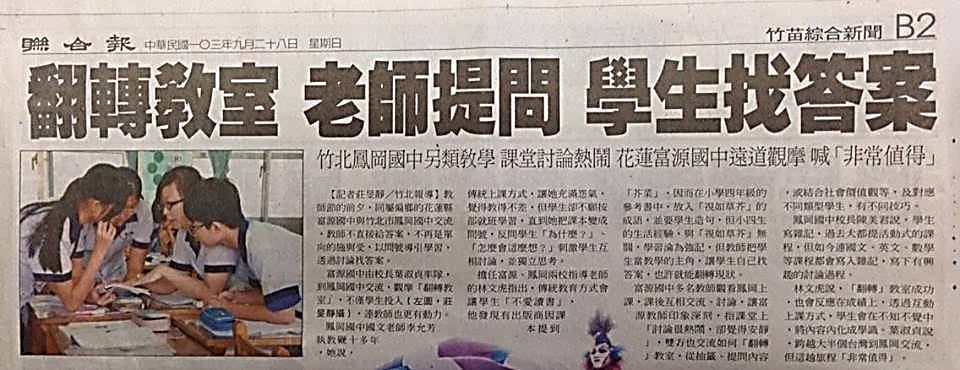 聯合報 中華民國一〇三年九月二十八日 星期日
竹苗綜合新聞 B2
翻轉教室 老師提問 學生找答案
竹北鳳岡國中另類教學 課堂討論熱鬧 花蓮富源國中遠道觀摩 喊「非常值得」
【記者莊旻靜／竹北報導】教
師節的前夕，同屬偏鄉的花蓮縣
富源國中與竹北市鳳岡國中交流
，教師不直接給答案，不再是單
向的施與受，以問號導引學習，
透過討論找答案。
富源國中由校長葉淑貞率隊，
到鳳岡國中交流，觀摩「翻轉教
室」，不僅學生投入（左圖，莊
旻靜攝），連教師也更有動力。
鳳岡國中國文老師李允芳
執教鞭十多年
，她說，
傳統上課方式，讓她充滿怨氣，
覺得教得不差，但學生卻不願按
部就班學習，直到她把課本變成
問號，反問學生「為什麼？」、
「怎麼會這麼想？」刺激學生互
相討論，並獨立思考。
擔任富源、鳳岡兩校指導老師
的林文虎指出，傳統教育方式會
讓學生「不愛讀書」，
他發現有出版商因課
本提到
「芥菜」，因而在小學四年級的
參考書中，放入「視如草芥」的
成語，並要學生造句，但小四生
的生活經驗，與「視如草芥」無
關，學習淪為強記，但教師把學
生當教學的主角，讓學生自己找
答案，也許就能翻轉現狀。
富源國中多名教師觀看鳳岡上
課，課後互相交流、討論，讓富
源教師印象深刻，指課堂上
「討論很熱鬧，卻覺得安靜
」，雙方也交流如何「翻轉
」教室，從抽籤、提問內容
，或結合社會價值觀等，及對應
不同類型學生，有不同技巧。
鳳岡國中校長陳美君說，學生
寫雜記，過去大都提活動式的課
程，但如今連國文、英文、數學
等課程都會寫入雜記，寫下有興
趣的討論過程。
林文虎說，「翻轉」教室成功
，也會反應在成績上，透過互動
上課方式，學生會在不知不覺中
，將內容內化成學識。葉淑貞說
，跨越大半個台灣到鳳岡交流，
但這趟旅程「非常值得」。